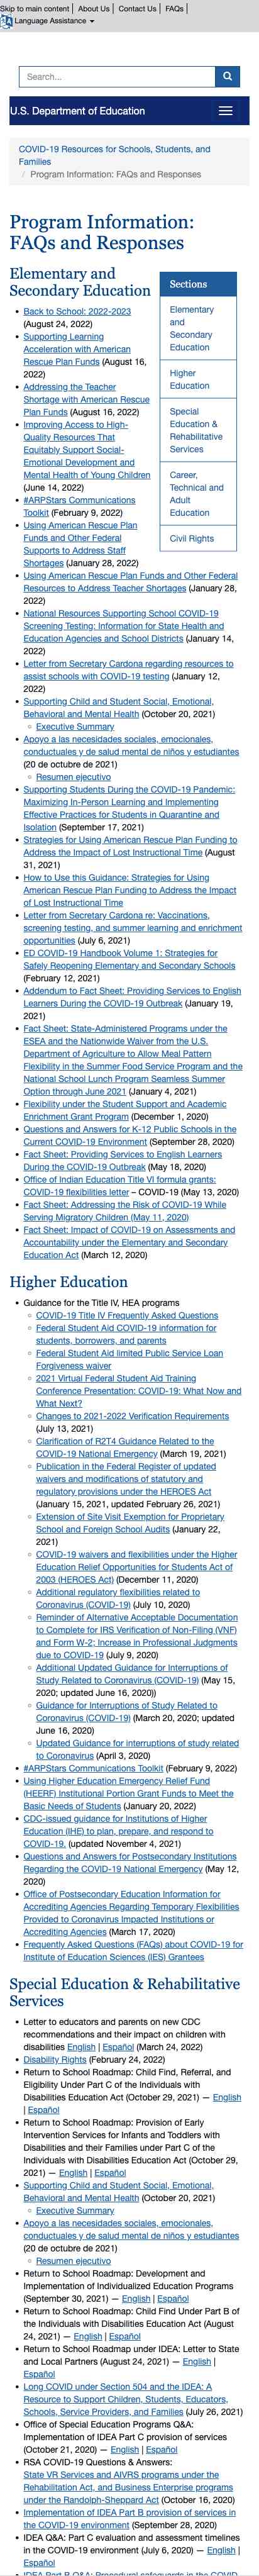 Skip to main content | About Us | Contact Us | FAQs |
Language Assistance
Search...
U.S. Department of Education
COVID-19 Resources for Schools, Students, and
Families
/ Program Information: FAQs and Responses
Program Information:
FAQs and Responses
Elementary and
Secondary Education
Sections
Elementary
and
Secondary
Education
Higher
Education
Special
Education &
Rehabilitative
Services
Career,
Technical and
Adult
Education
Civil Rights
• Back to School: 2022-2023
(August 24, 2022)
• Supporting Learning
Acceleration with American
Rescue Plan Funds (August 16,
2022)
• Addressing the Teacher
Shortage with American Rescue
Plan Funds (August 16, 2022)
• Improving Access to High-
Quality Resources That
Equitably Support Social-
Emotional Development and
Mental Health of Young Children
(June 14, 2022)
• #ARPStars Communications
Toolkit (February 9, 2022)
• Using American Rescue Plan
Funds and Other Federal
Supports to Address Staff
Shortages (January 28, 2022)
• Using American Rescue Plan Funds and Other Federal
Resources to Address Teacher Shortages (January 28,
2022)
• National Resources Supporting School COVID-19
Screening Testing: Information for State Health and
Education Agencies and School Districts (January 14,
2022)
• Letter from Secretary Cardona regarding resources to
assist schools with COVID-19 testing (January 12,
2022)
• Supporting Child and Student Social, Emotional,
Behavioral and Mental Health (October 20, 2021)
○ Executive Summary
• Apoyo a las necesidades sociales, emocionales,
conductuales y de salud mental de niños y estudiantes
(20 de octubre de 2021)
○ Resumen ejecutivo
• Supporting Students During the COVID-19 Pandemic:
Maximizing In-Person Learning and Implementing
Effective Practices for Students in Quarantine and
Isolation (September 17, 2021)
• Strategies for Using American Rescue Plan Funding to
Address the Impact of Lost Instructional Time (August
31, 2021)
• How to Use this Guidance: Strategies for Using
American Rescue Plan Funding to Address the Impact
of Lost Instructional Time
• Letter from Secretary Cardona re: Vaccinations,
screening testing, and summer learning and enrichment
opportunities (July 6, 2021)
• ED COVID-19 Handbook Volume 1: Strategies for
Safely Reopening Elementary and Secondary Schools
(February 12, 2021)
• Addendum to Fact Sheet: Providing Services to English
Learners During the COVID-19 Outbreak (January 19,
2021)
• Fact Sheet: State-Administered Programs under the
ESEA and the Nationwide Waiver from the U.S.
Department of Agriculture to Allow Meal Pattern
Flexibility in the Summer Food Service Program and the
National School Lunch Program Seamless Summer
Option through June 2021 (January 4, 2021)
• Flexibility under the Student Support and Academic
Enrichment Grant Program (December 1, 2020)
• Questions and Answers for K-12 Public Schools in the
Current COVID-19 Environment (September 28, 2020)
• Fact Sheet: Providing Services to English Learners
During the COVID-19 Outbreak (May 18, 2020)
• Office of Indian Education Title VI formula grants:
COVID-19 flexibilities letter – COVID-19 (May 13, 2020)
• Fact Sheet: Addressing the Risk of COVID-19 While
Serving Migratory Children (May 11, 2020)
• Fact Sheet: Impact of COVID-19 on Assessments and
Accountability under the Elementary and Secondary
Education Act (March 12, 2020)
Higher Education
• Guidance for the Title IV, HEA programs
○ COVID-19 Title IV Frequently Asked Questions
○ Federal Student Aid COVID-19 information for
students, borrowers, and parents
○ Federal Student Aid limited Public Service Loan
Forgiveness waiver
○ 2021 Virtual Federal Student Aid Training
Conference Presentation: COVID-19: What Now and
What Next?
○ Changes to 2021-2022 Verification Requirements
(July 13, 2021)
○ Clarification of R2T4 Guidance Related to the
COVID-19 National Emergency (March 19, 2021)
○ Publication in the Federal Register of updated
waivers and modifications of statutory and
regulatory provisions under the HEROES Act
(January 15, 2021, updated February 26, 2021)
○ Extension of Site Visit Exemption for Proprietary
School and Foreign School Audits (January 22,
2021)
○ COVID-19 waivers and flexibilities under the Higher
Education Relief Opportunities for Students Act of
2003 (HEROES Act) (December 11, 2020)
○ Additional regulatory flexibilities related to
Coronavirus (COVID-19) (July 10, 2020)
○ Reminder of Alternative Acceptable Documentation
to Complete for IRS Verification of Non-Filing (VNF)
and Form W-2; Increase in Professional Judgments
due to COVID-19 (July 9, 2020)
○ Additional Updated Guidance for Interruptions of
Study Related to Coronavirus (COVID-19) (May 15,
2020; updated June 16, 2020))
○ Guidance for Interruptions of Study Related to
Coronavirus (COVID-19) (March 20, 2020; updated
June 16, 2020)
○ Updated Guidance for interruptions of study related
to Coronavirus (April 3, 2020)
• #ARPStars Communications Toolkit (February 9, 2022)
• Using Higher Education Emergency Relief Fund
(HEERF) Institutional Portion Grant Funds to Meet the
Basic Needs of Students (January 20, 2022)
• CDC-issued guidance for Institutions of Higher
Education (IHE) to plan, prepare, and respond to
COVID-19. (updated November 4, 2021)
• Questions and Answers for Postsecondary Institutions
Regarding the COVID-19 National Emergency (May 12,
2020)
• Office of Postsecondary Education Information for
Accrediting Agencies Regarding Temporary Flexibilities
Provided to Coronavirus Impacted Institutions or
Accrediting Agencies (March 17, 2020)
• Frequently Asked Questions (FAQs) about COVID-19 for
Institute of Education Sciences (IES) Grantees
Special Education & Rehabilitative
Services
• Letter to educators and parents on new CDC
recommendations and their impact on children with
disabilities English | Español (March 24, 2022)
• Disability Rights (February 24, 2022)
• Return to School Roadmap: Child Find, Referral, and
Eligibility Under Part C of the Individuals with
Disabilities Education Act (October 29, 2021) — English
| Español
• Return to School Roadmap: Provision of Early
Intervention Services for Infants and Toddlers with
Disabilities and their Families under Part C of the
Individuals with Disabilities Education Act (October 29,
2021) — English | Español
• Supporting Child and Student Social, Emotional,
Behavioral and Mental Health (October 20, 2021)
○ Executive Summary
• Apoyo a las necesidades sociales, emocionales,
conductuales y de salud mental de niños y estudiantes
(20 de octubre de 2021)
○ Resumen ejecutivo
• Return to School Roadmap: Development and
Implementation of Individualized Education Programs
(September 30, 2021) — English | Español
• Return to School Roadmap: Child Find Under Part B of
the Individuals with Disabilities Education Act (August
24, 2021) — English | Español
• Return to School Roadmap under IDEA: Letter to State
and Local Partners (August 24, 2021) — English |
Español
• Long COVID under Section 504 and the IDEA: A
Resource to Support Children, Students, Educators,
Schools, Service Providers, and Families (July 26, 2021)
• Office of Special Education Programs Q&A:
Implementation of IDEA Part C provision of services
(October 21, 2020) — English | Español
• RSA COVID-19 Questions & Answers:
State VR Services and AIVRS programs under the
Rehabilitation Act, and Business Enterprise programs
under the Randolph-Sheppard Act (October 16, 2020)
• Implementation of IDEA Part B provision of services in
the COVID-19 environment (September 28, 2020)
• IDEA Q&A: Part C evaluation and assessment timelines
in the COVID-19 environment (July 6, 2020) — English |
Español
• IDEA Part B Q&A: Procedural safeguards in the COVID-